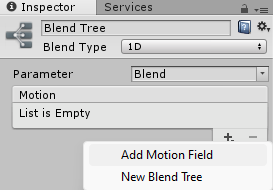 Inspector Services
Blend Tree
Blend Type 1D
Parameter Blend
Motion
List is Empty
Add Motion Field
New Blend Tree